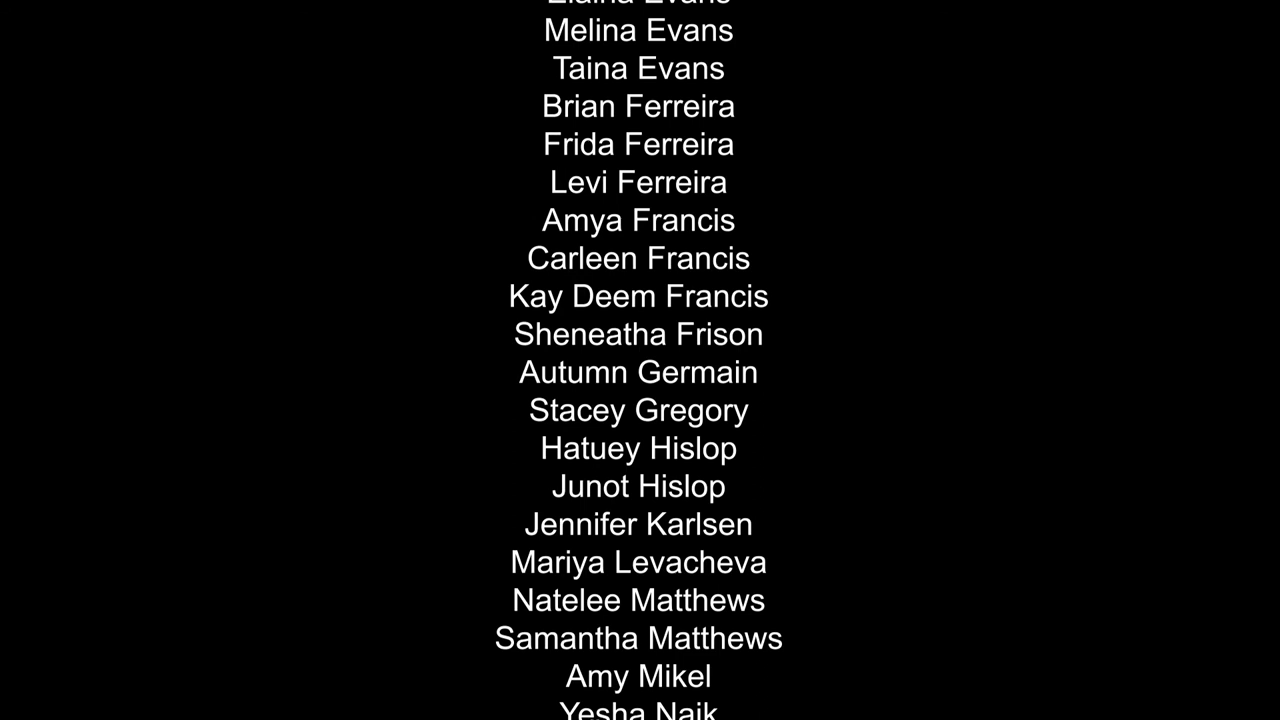 Elaina Evans
Melina Evans
Taina Evans
Brian Ferreira
Frida Ferreira
Levi Ferreira
Amya Francis
Carleen Francis
Kay Deem Francis
Sheneatha Frison
Autumn Germain
Stacey Gregory
Hatuey Hislop
Junot Hislop
Jennifer Karlsen
Mariya Levacheva
Natelee Matthews
Samantha Matthews
Amy Mikel
Yesha Naik